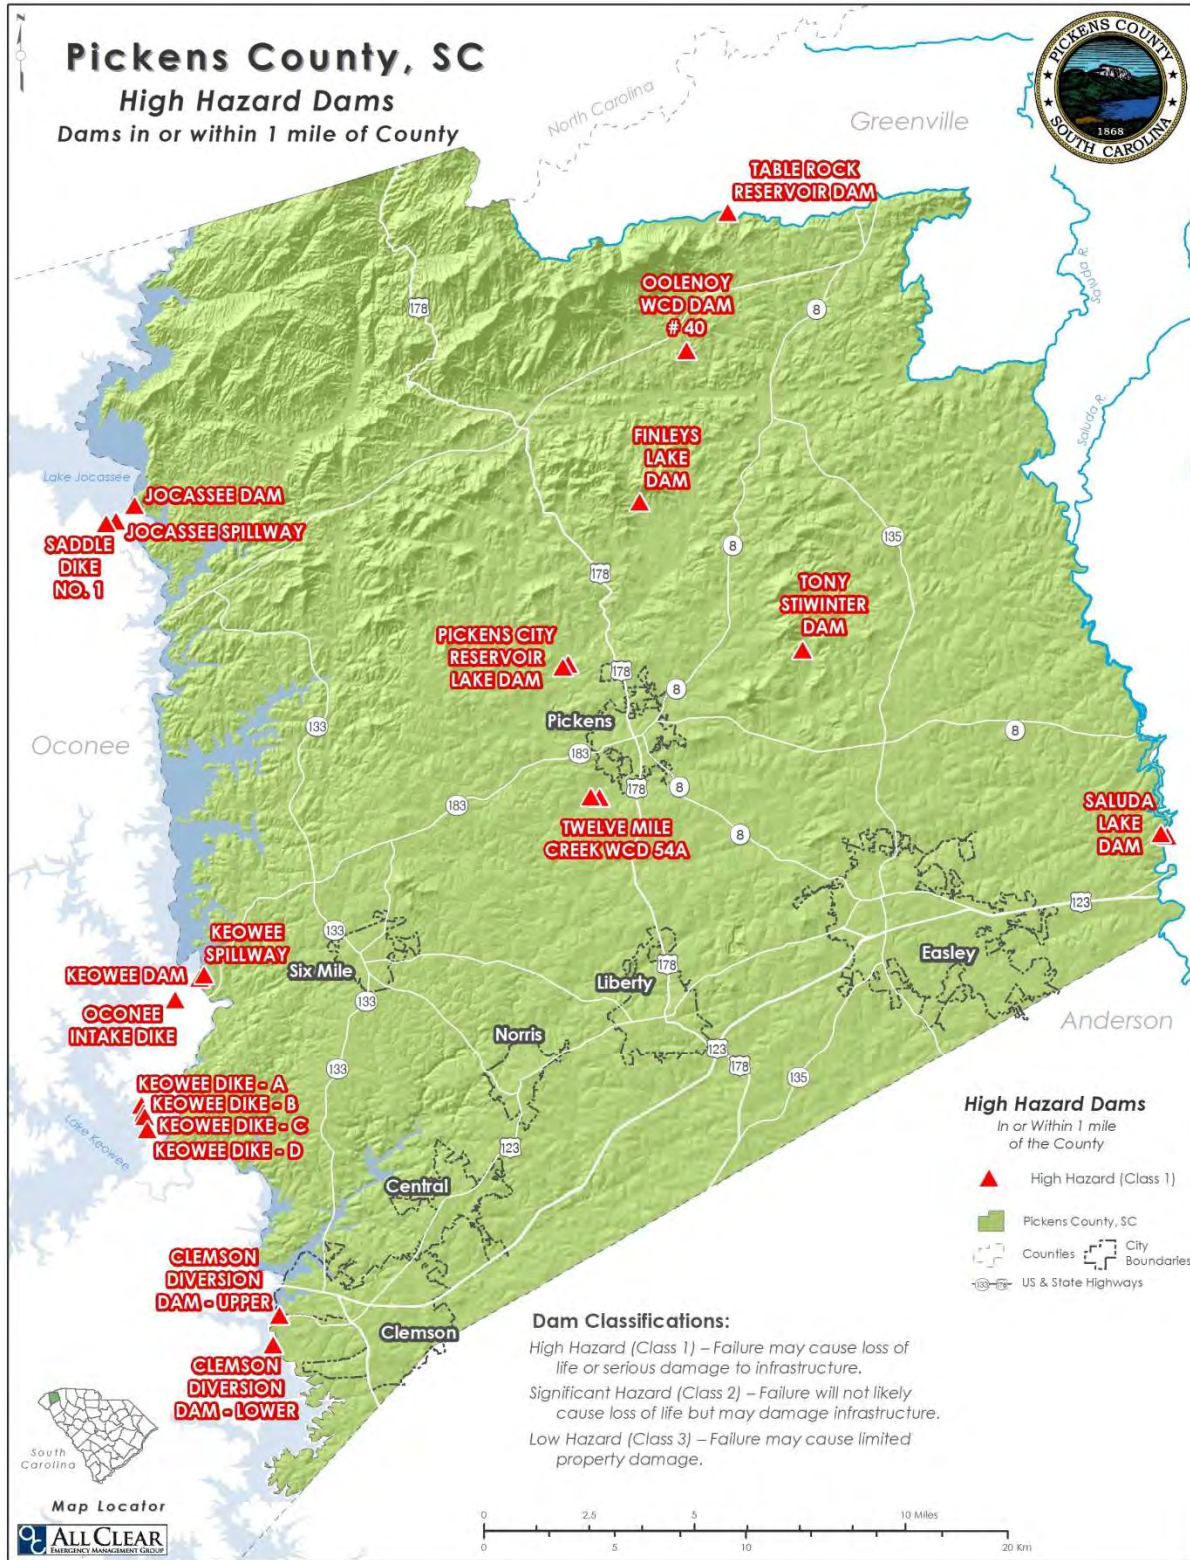 N
Pickens County, SC
High Hazard Dams
Dams in or within 1 mile of County
PICKENS COUNTY
SOUTH CAROLINA
1868
North Carolina
Greenville
TABLE ROCK
RESERVOIR DAM
Saluda R.
OOLENOY
WCD DAM
# 40
178
8
Saluda R.
FINLEYS
LAKE
DAM
Lake Jocassee
JOCASSEE DAM
JOCASSEE SPILLWAY
SADDLE
DIKE
NO. 1
135
8
178
TONY
STIWINTER
DAM
PICKENS CITY
RESERVOIR
LAKE DAM
178
8
Pickens
133
Oconee
183
8
178
8
183
TWELVE MILE
CREEK WCD 54A
8
SALUDA
LAKE
DAM
123
KEOWEE
SPILLWAY
133
Six Mile
KEOWEE DAM
178
Easley
Liberty
133
OCONEE
INTAKE DIKE
Anderson
Norris
123
178
133
135
KEOWEE DIKE - A
KEOWEE DIKE - B
KEOWEE DIKE - C
KEOWEE DIKE - D
Lake Keowee
123
Central
CLEMSON
DIVERSION
DAM - UPPER
Clemson
CLEMSON
DIVERSION
DAM - LOWER
High Hazard Dams
In or Within 1 mile
of the County
High Hazard (Class 1)
Pickens County, SC
Counties
City
Boundaries
133
178
US & State Highways
Dam Classifications:
High Hazard (Class 1) – Failure may cause loss of
life or serious damage to infrastructure.
Significant Hazard (Class 2) – Failure will not likely
cause loss of life but may damage infrastructure.
Low Hazard (Class 3) – Failure may cause limited
property damage.
South
Carolina
Map Locator
ALL CLEAR
EMERGENCY MANAGEMENT GROUP
0 2.5 5 10 Miles
0 5 10 20 Km